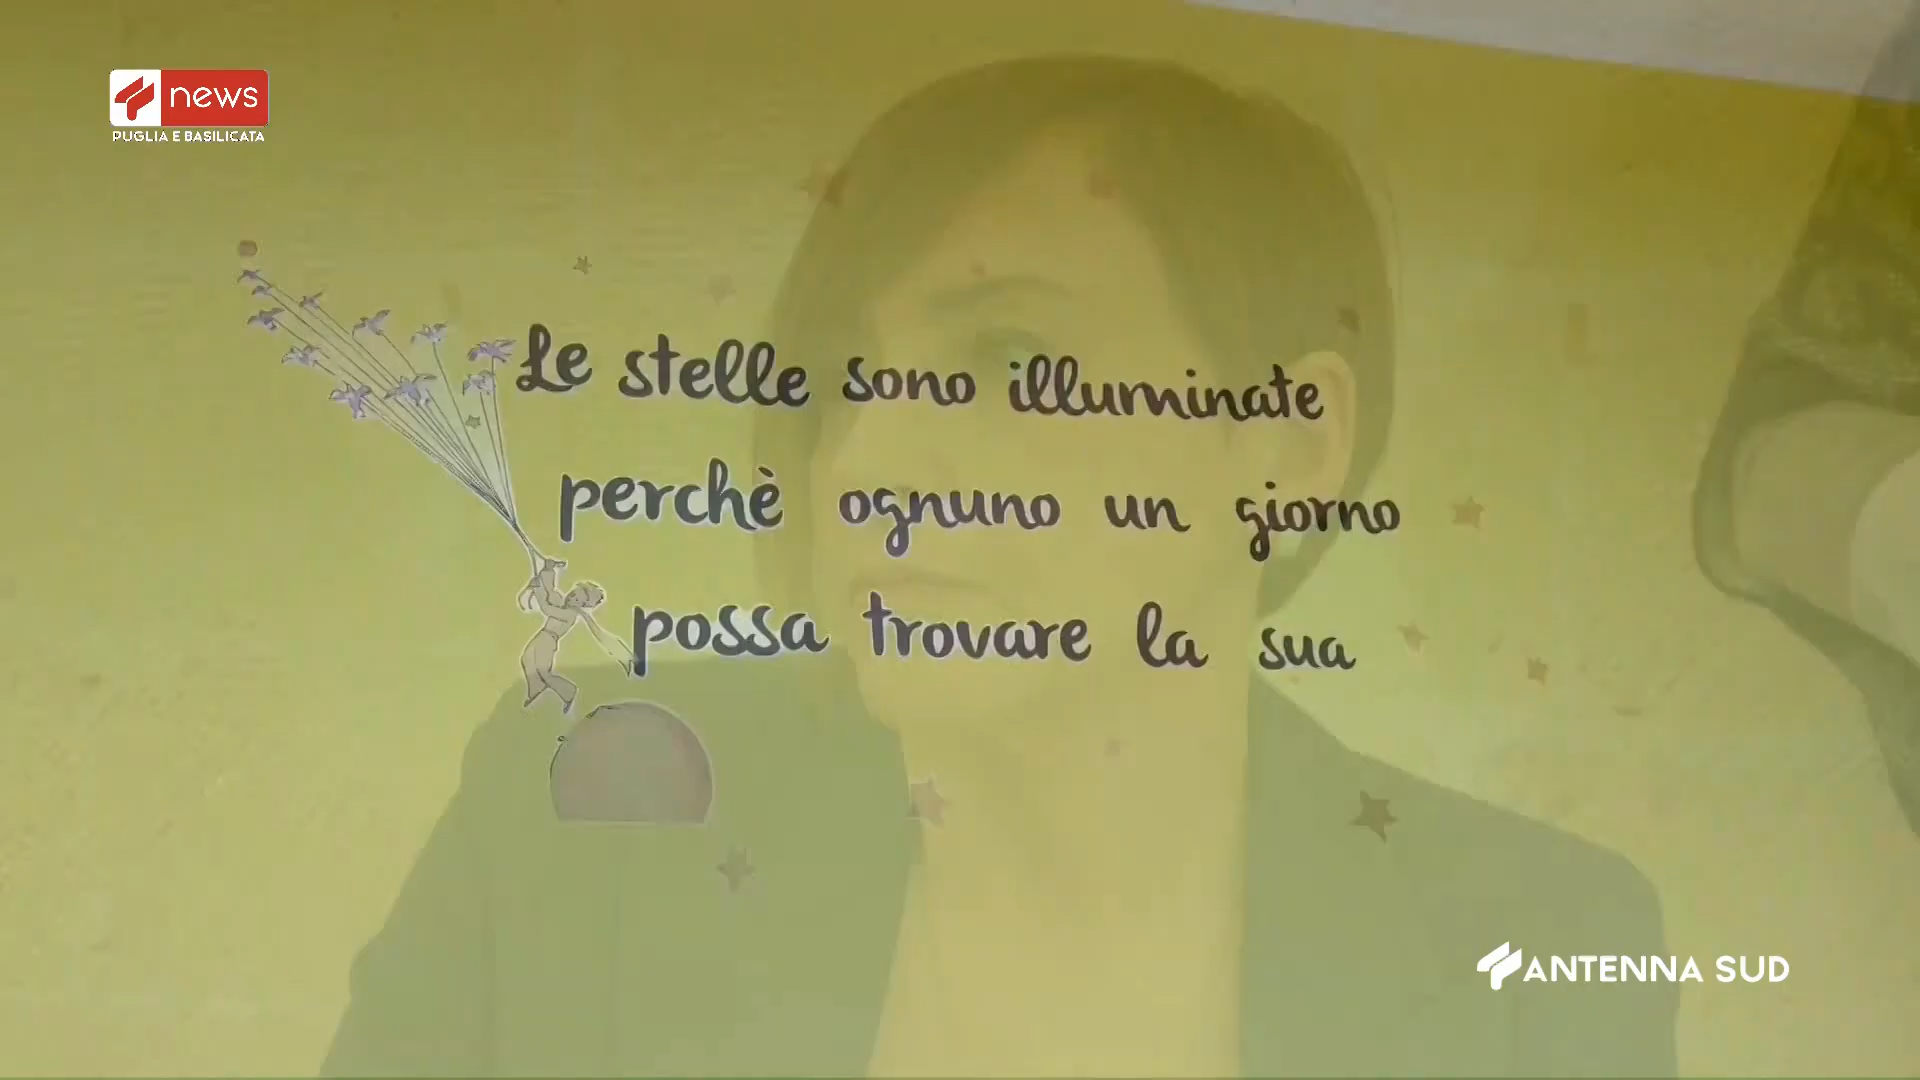 news
PUGLIA E BASILICATA
Le stelle sono illuminate
perchè ognuno un giorno
possa trovare la sua
ANTENNA SUD